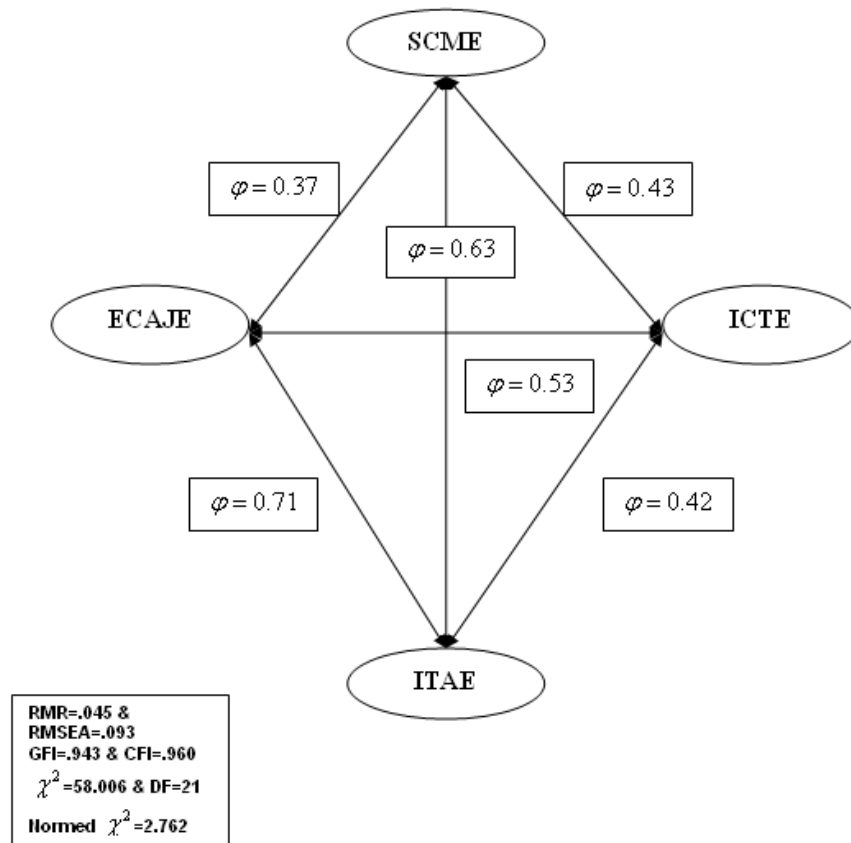 SCME
φ = 0.37
φ = 0.43
φ = 0.63
ECAJE
ICTE
φ = 0.53
φ = 0.71
φ = 0.42
ITAE
RMR=.045 &
RMSEA=.093
GFI=.943 & CFI=.960
χ²=58.006 & DF=21
Normed χ²=2.762